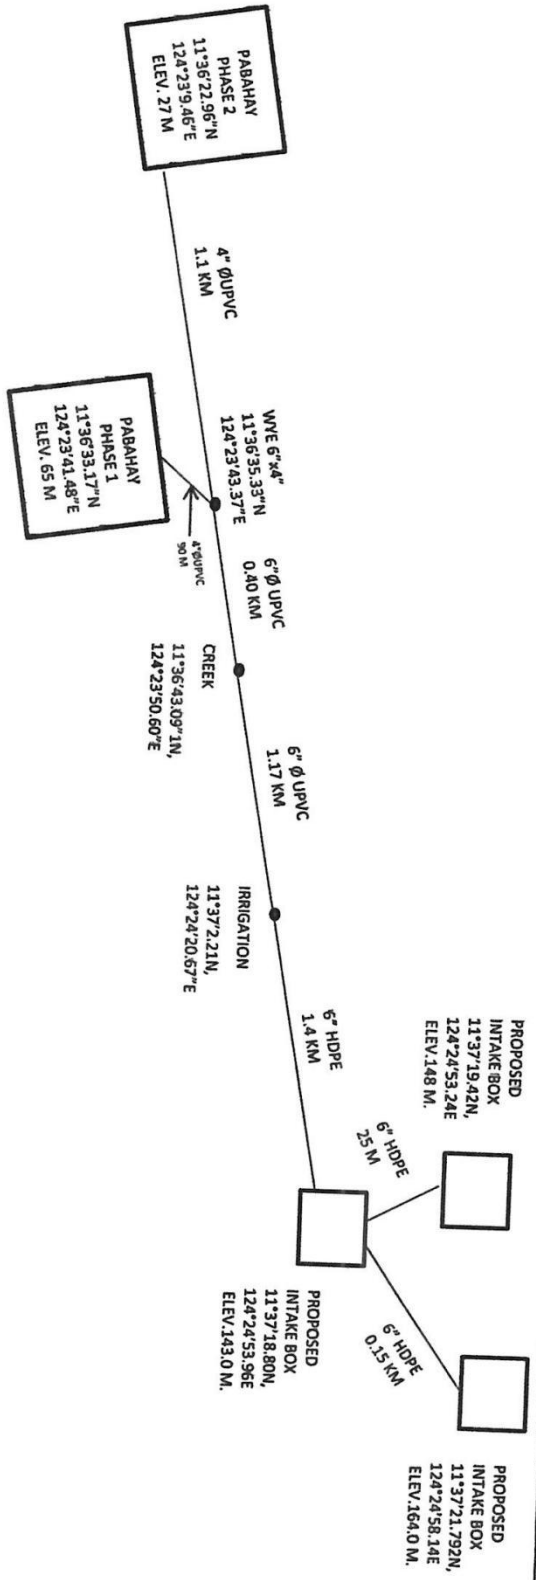 PABAHAY
PHASE 2
11°36'22.96"N
124°23'9.46"E
ELEV. 27 M
4" ØUPVC
1.1 KM
PABAHAY
PHASE 1
11°36'33.17"N
124°23'41.48"E
ELEV. 65 M
WYE 6"x4"
11°36'35.33"N
124°23'43.37"E
4"ØUPVC
90 M
6"Ø UPVC
0.40 KM
CREEK
11°36'43.09"1N,
124°23'50.60"E
6" Ø UPVC
1.17 KM
IRRIGATION
11°37'2.21N,
124°24'20.67"E
6" HDPE
1.4 KM
PROPOSED
INTAKE BOX
11°37'19.42N,
124°24'53.24E
ELEV.148 M.
6" HDPE
25 M
PROPOSED
INTAKE BOX
11°37'18.80N,
124°24'53.96E
ELEV.143.0 M.
6" HDPE
0.15 KM
PROPOSED
INTAKE BOX
11°37'21.792N,
124°24'58.14E
ELEV.164.0 M.